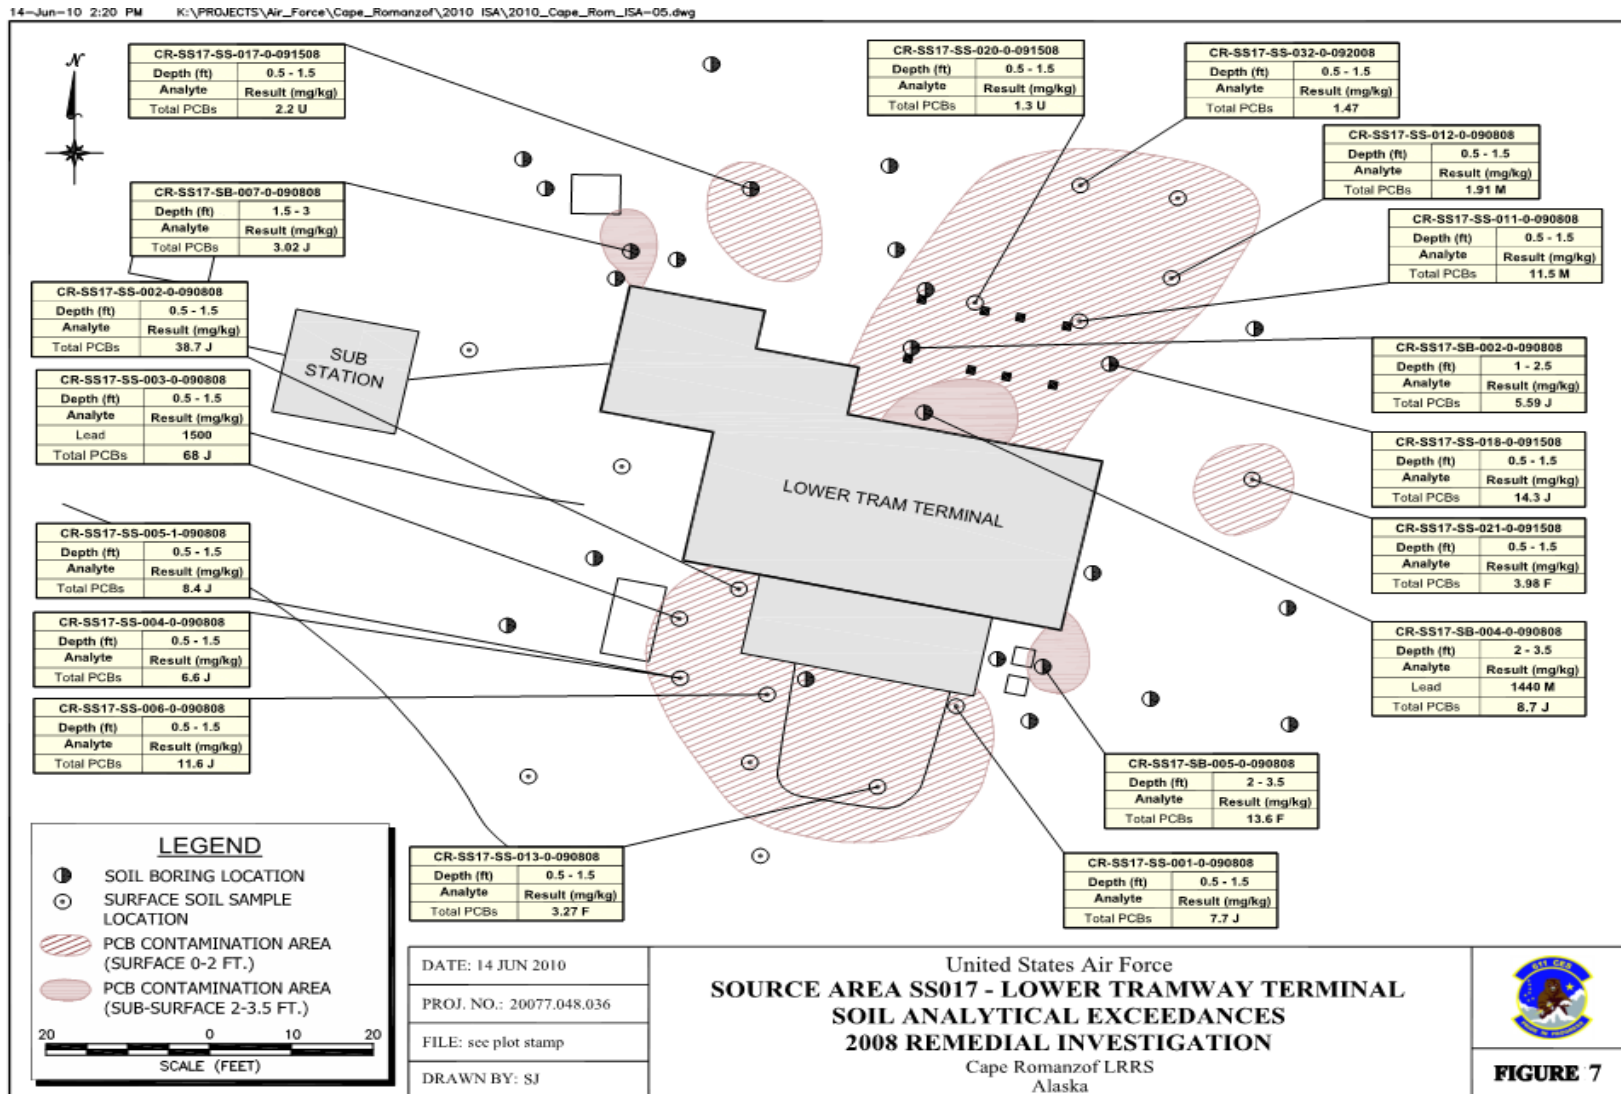 14-Jun-10 2:20 PM K:\PROJECTS\Air_Force\Cape_Romanzof\2010 ISA\2010_Cape_Rom_ISA-05.dwg
N
CR-SS17-SS-017-0-091508
Depth (ft) 0.5 - 1.5
Analyte Result (mg/kg)
Total PCBs 2.2 U
CR-SS17-SS-020-0-091508
Depth (ft) 0.5 - 1.5
Analyte Result (mg/kg)
Total PCBs 1.3 U
CR-SS17-SS-032-0-092008
Depth (ft) 0.5 - 1.5
Analyte Result (mg/kg)
Total PCBs 1.47
CR-SS17-SS-012-0-090808
Depth (ft) 0.5 - 1.5
Analyte Result (mg/kg)
Total PCBs 1.91 M
CR-SS17-SB-007-0-090808
Depth (ft) 1.5 - 3
Analyte Result (mg/kg)
Total PCBs 3.02 J
CR-SS17-SS-011-0-090808
Depth (ft) 0.5 - 1.5
Analyte Result (mg/kg)
Total PCBs 11.5 M
CR-SS17-SS-002-0-090808
Depth (ft) 0.5 - 1.5
Analyte Result (mg/kg)
Total PCBs 38.7 J
SUB
STATION
CR-SS17-SB-002-0-090808
Depth (ft) 1 - 2.5
Analyte Result (mg/kg)
Total PCBs 5.59 J
CR-SS17-SS-003-0-090808
Depth (ft) 0.5 - 1.5
Analyte Result (mg/kg)
Lead 1500
Total PCBs 68 J
CR-SS17-SS-018-0-091508
Depth (ft) 0.5 - 1.5
Analyte Result (mg/kg)
Total PCBs 14.3 J
LOWER TRAM TERMINAL
CR-SS17-SS-021-0-091508
Depth (ft) 0.5 - 1.5
Analyte Result (mg/kg)
Total PCBs 3.98 F
CR-SS17-SS-005-1-090808
Depth (ft) 0.5 - 1.5
Analyte Result (mg/kg)
Total PCBs 8.4 J
CR-SS17-SS-004-0-090808
Depth (ft) 0.5 - 1.5
Analyte Result (mg/kg)
Total PCBs 6.6 J
CR-SS17-SB-004-0-090808
Depth (ft) 2 - 3.5
Analyte Result (mg/kg)
Lead 1440 M
Total PCBs 8.7 J
CR-SS17-SS-006-0-090808
Depth (ft) 0.5 - 1.5
Analyte Result (mg/kg)
Total PCBs 11.6 J
CR-SS17-SB-005-0-090808
Depth (ft) 2 - 3.5
Analyte Result (mg/kg)
Total PCBs 13.6 F
CR-SS17-SS-013-0-090808
Depth (ft) 0.5 - 1.5
Analyte Result (mg/kg)
Total PCBs 3.27 F
CR-SS17-SS-001-0-090808
Depth (ft) 0.5 - 1.5
Analyte Result (mg/kg)
Total PCBs 7.7 J
LEGEND
SOIL BORING LOCATION
SURFACE SOIL SAMPLE
LOCATION
PCB CONTAMINATION AREA
(SURFACE 0-2 FT.)
PCB CONTAMINATION AREA
(SUB-SURFACE 2-3.5 FT.)
20 0 10 20
SCALE (FEET)
DATE: 14 JUN 2010
PROJ. NO.: 20077.048.036
FILE: see plot stamp
DRAWN BY: SJ
United States Air Force
SOURCE AREA SS017 - LOWER TRAMWAY TERMINAL
SOIL ANALYTICAL EXCEEDANCES
2008 REMEDIAL INVESTIGATION
Cape Romanzof LRRS
Alaska
611 CES
FIGURE 7